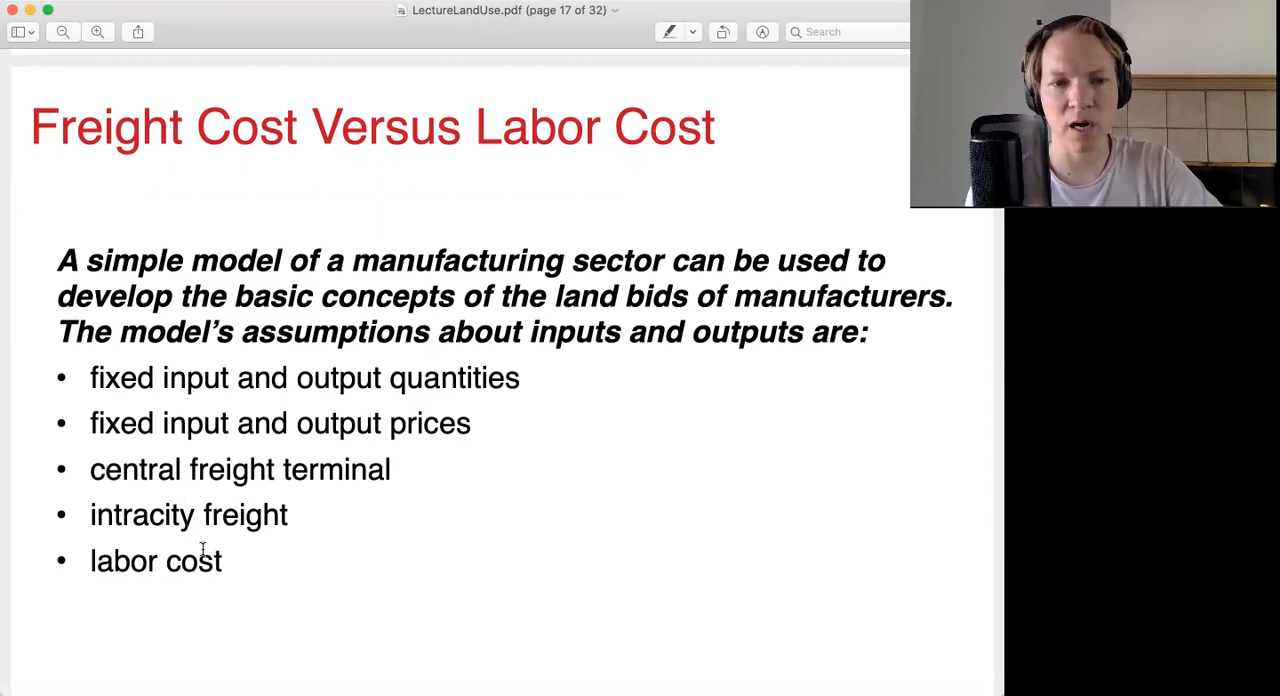 LectureLandUse.pdf (page 17 of 32)
Search
Freight Cost Versus Labor Cost
A simple model of a manufacturing sector can be used to
develop the basic concepts of the land bids of manufacturers.
The model's assumptions about inputs and outputs are:
• fixed input and output quantities
• fixed input and output prices
• central freight terminal
• intracity freight
• labor cost